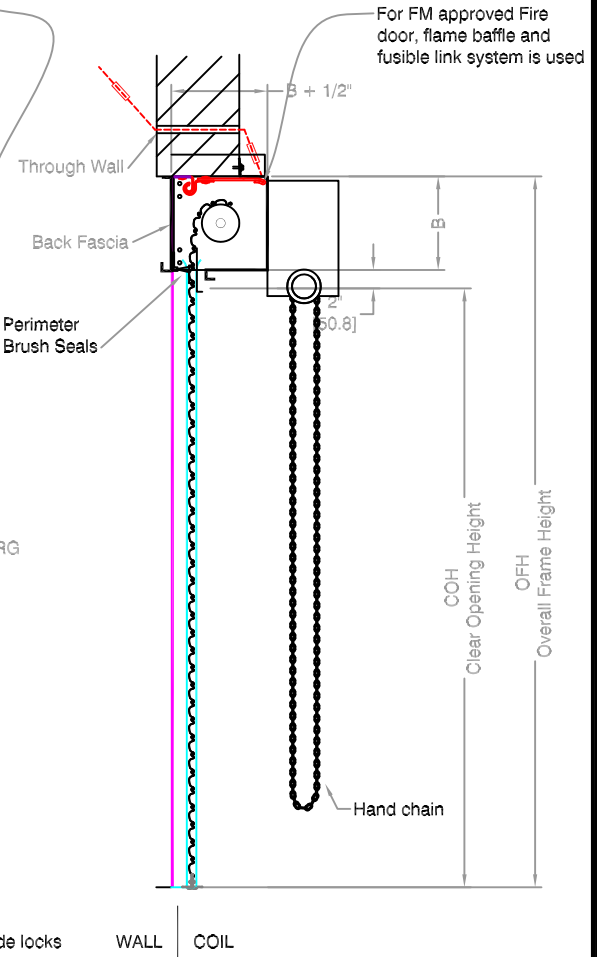 For FM approved Fire
door, flame baffle and
fusible link system is used
B + 1/2"
Through Wall
B
Back Fascia
2"
[50.8]
Perimeter
Brush Seals
RG
COH
Clear Opening Height
OFH
Overall Frame Height
Hand chain
de locks
WALL
COIL